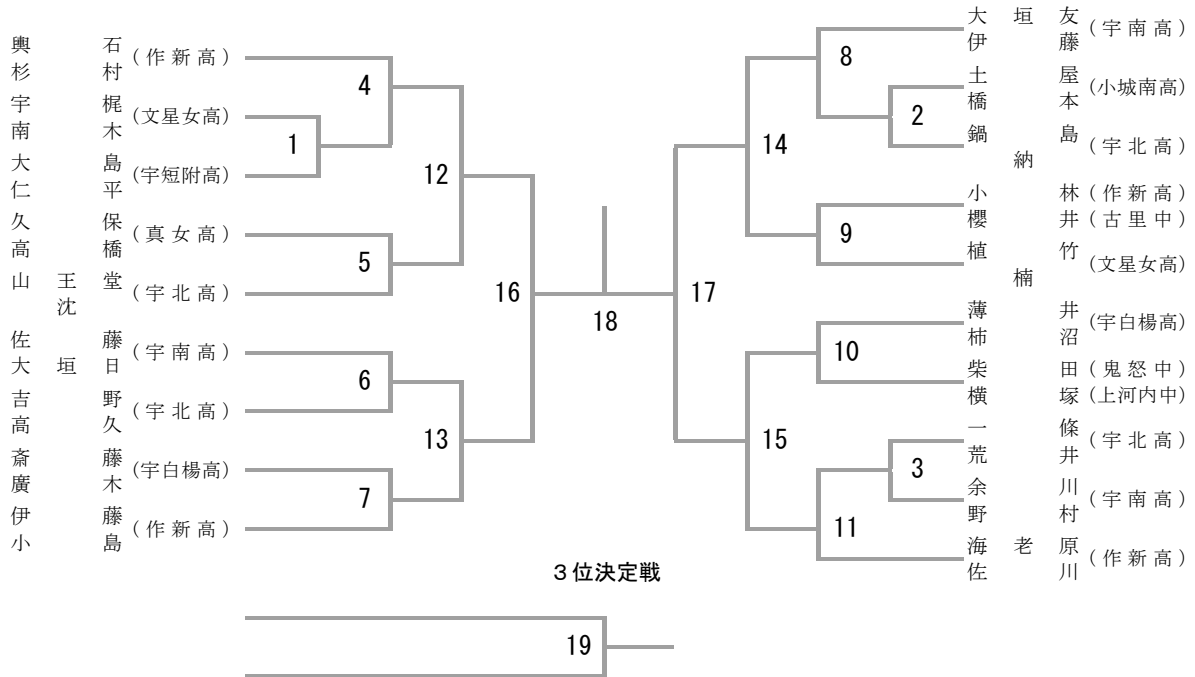 輿石
杉村 (作新高)
宇梶
南木 (文星女高)
大島
仁平 (宇短附高)
久保
高橋 (真女高)
山王堂
沈 (宇北高)
佐藤
大垣日 (宇南高)
吉野
高久 (宇北高)
斎藤
廣木 (宇白楊高)
伊藤
小島 (作新高)
4
1
12
5
16
6
13
7
18
大垣友
伊藤 (宇南高)
土屋
橋本 (小城南高)
鍋島
納 (宇北高)
小林 (作新高)
櫻井 (古里中)
植竹
楠 (文星女高)
薄井
柿沼 (宇白楊高)
柴田 (鬼怒中)
横塚 (上河内中)
一條
荒井 (宇北高)
余川
野村 (宇南高)
海老原
佐川 (作新高)
8
2
14
9
17
10
15
3
11
3位決定戦
19